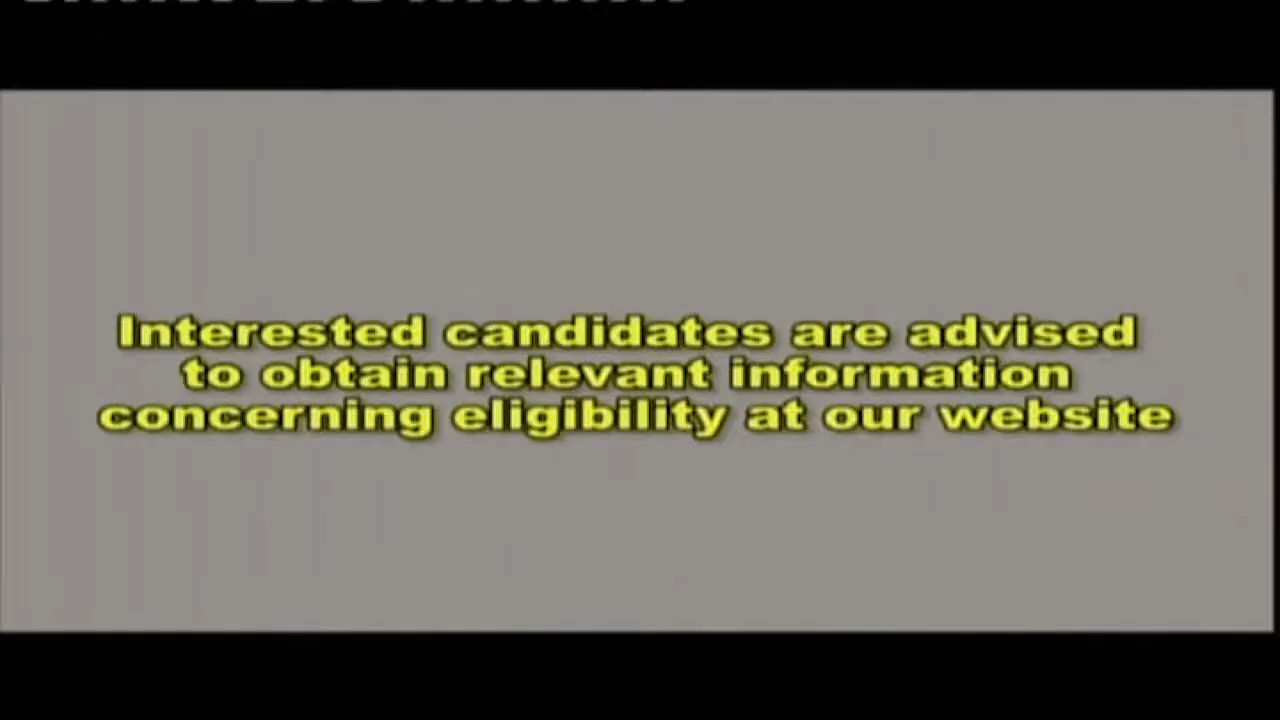 Interested candidates are advised
to obtain relevant information
concerning eligibility at our website